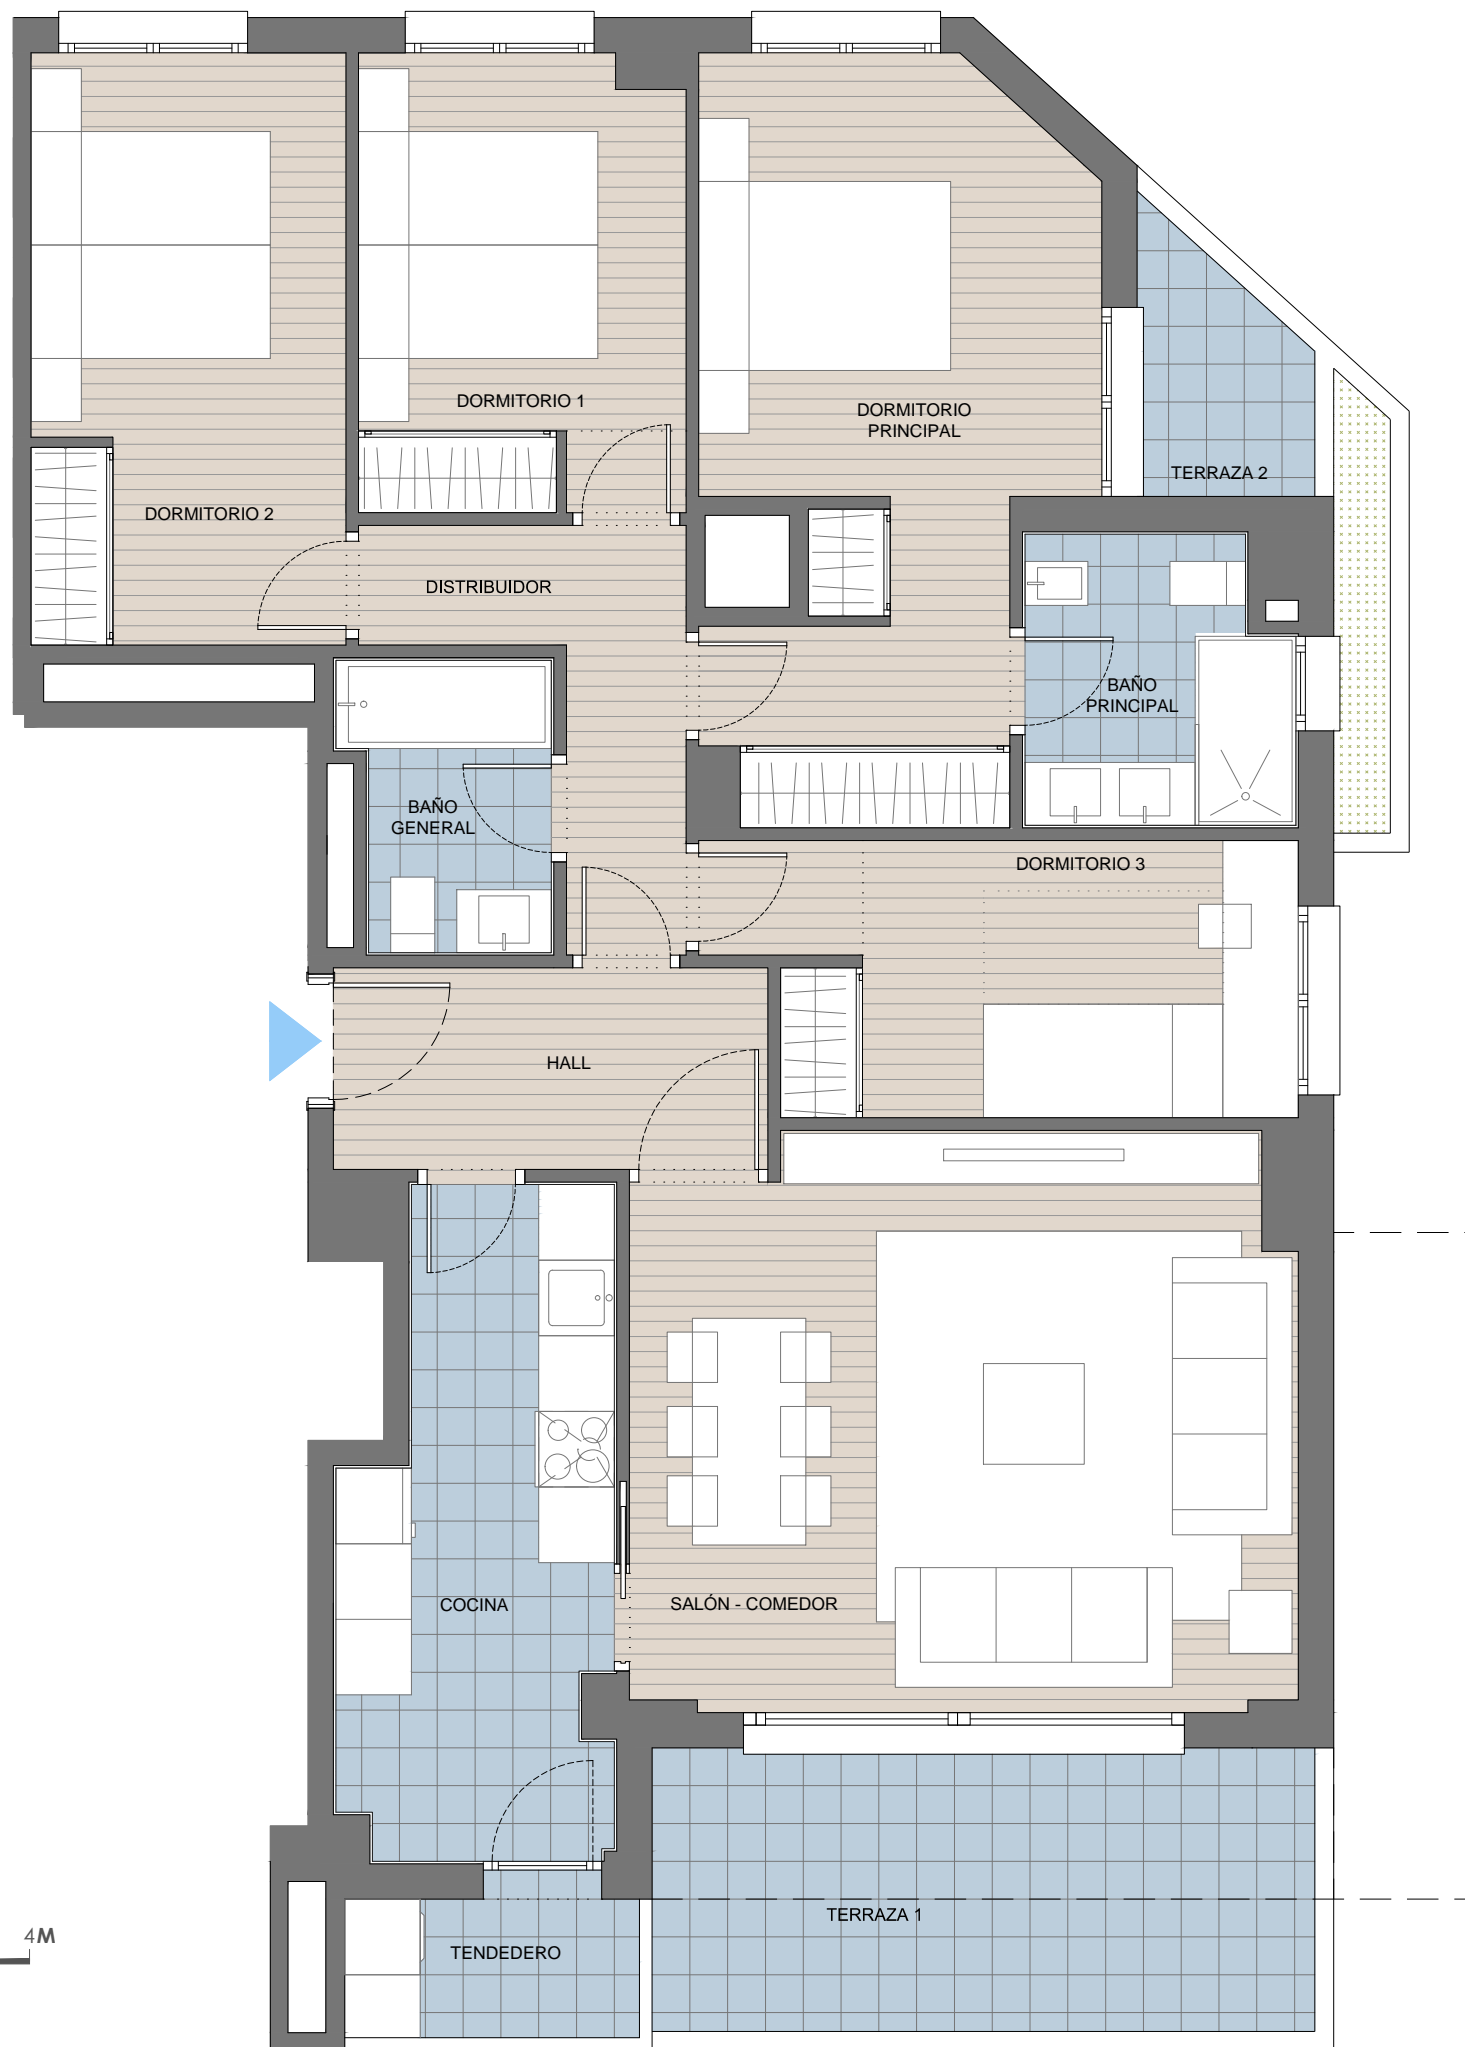 DORMITORIO 1
DORMITORIO
PRINCIPAL
TERRAZA 2
DORMITORIO 2
DISTRIBUIDOR
BAÑO
PRINCIPAL
BAÑO
GENERAL
DORMITORIO 3
HALL
COCINA
SALÓN - COMEDOR
TERRAZA 1
4M
TENDEDERO